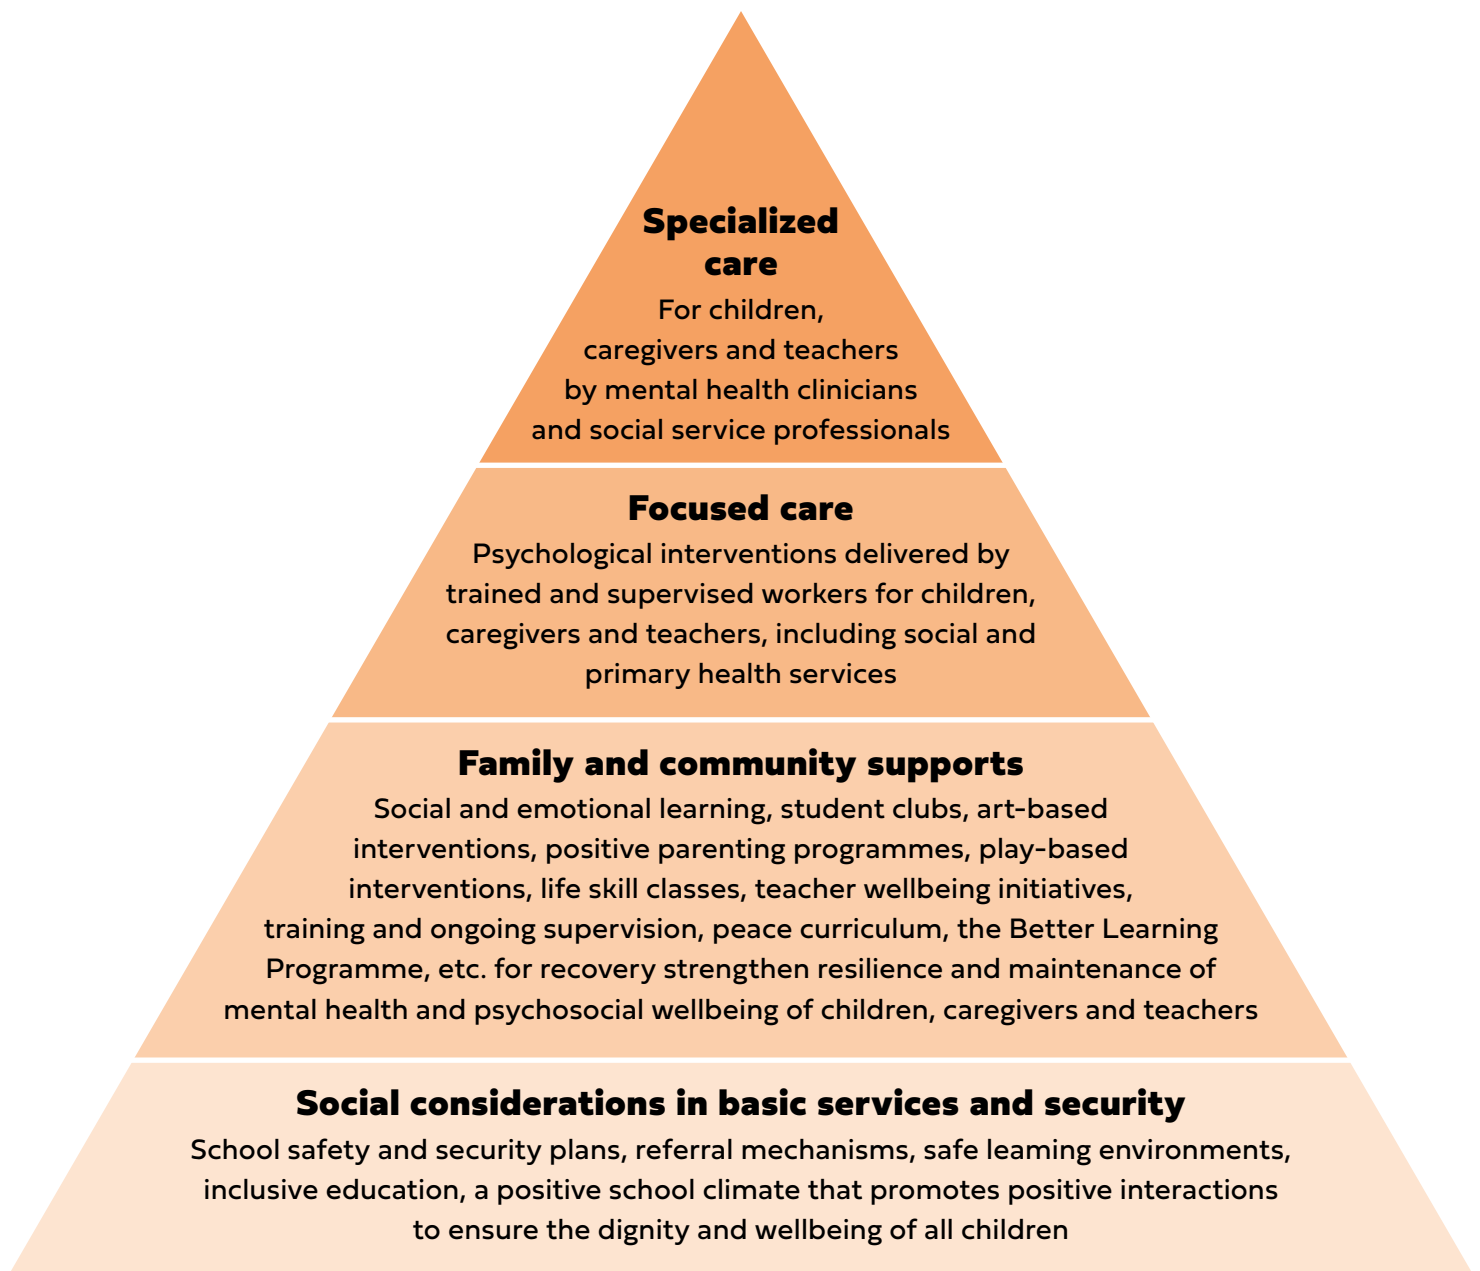 Specialized
care
For children,
caregivers and teachers
by mental health clinicians
and social service professionals
Focused care
Psychological interventions delivered by
trained and supervised workers for children,
caregivers and teachers, including social and
primary health services
Family and community supports
Social and emotional learning, student clubs, art-based
interventions, positive parenting programmes, play-based
interventions, life skill classes, teacher wellbeing initiatives,
training and ongoing supervision, peace curriculum, the Better Learning
Programme, etc. for recovery strengthen resilience and maintenance of
mental health and psychosocial wellbeing of children, caregivers and teachers
Social considerations in basic services and security
School safety and security plans, referral mechanisms, safe leaming environments,
inclusive education, a positive school climate that promotes positive interactions
to ensure the dignity and wellbeing of all children